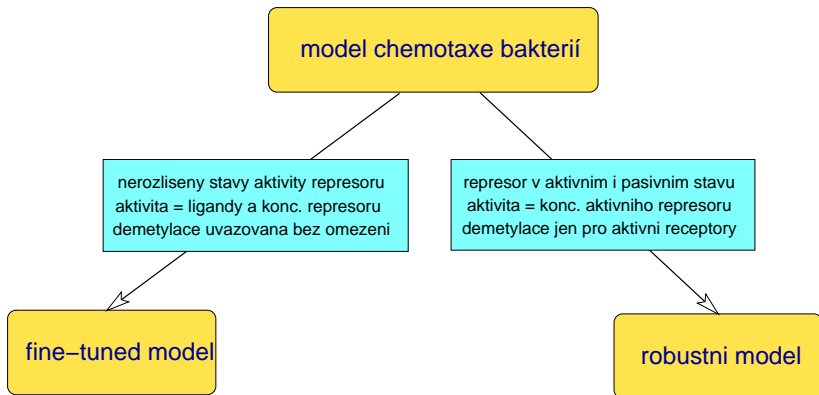 model chemotaxe bakterií
nerozliseny stavy aktivity represoru
aktivita = ligandy a konc. represoru
demetylace uvazovana bez omezeni
represor v aktivnim i pasivnim stavu
aktivita = konc. aktivniho represoru
demetylace jen pro aktivni receptory
fine−tuned model
robustni model